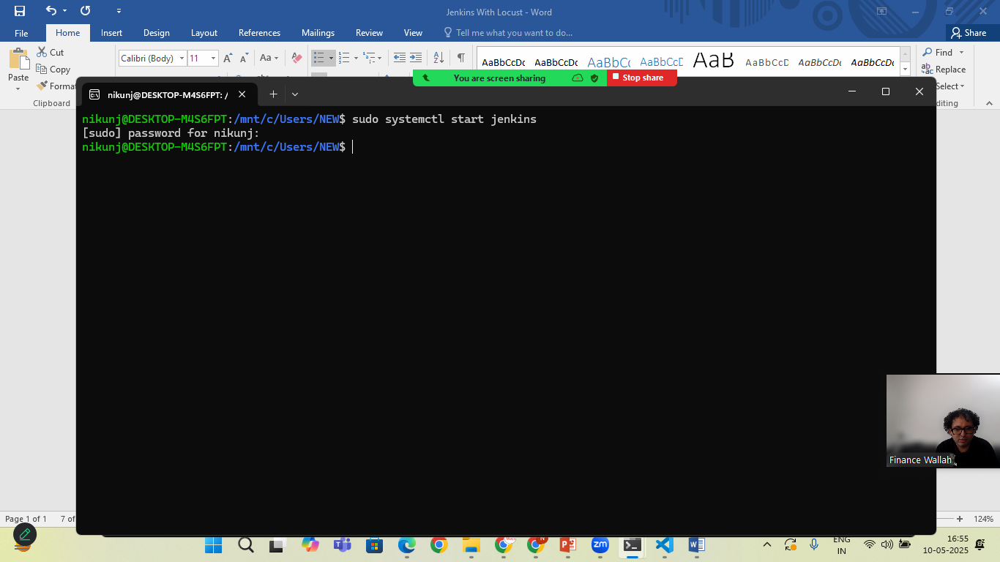 Jenkins With Locust - Word
File Home Insert Design Layout References Mailings Review View Tell me what you want to do... Share
Cut
Copy
Paste
Clipboard
Calibri (Body) 11 Aa
AaBbCcDc AaBbCcDc AaBbCc AaBbCcD AaB AaBbCcD AaBbCcDt AaBbCcDt
Find
Replace
Select
You are screen sharing Stop share
nikunj@DESKTOP-M4S6FPT: /
nikunj@DESKTOP-M4S6FPT:/mnt/c/Users/NEW$ sudo systemctl start jenkins
[sudo] password for nikunj:
nikunj@DESKTOP-M4S6FPT:/mnt/c/Users/NEW$
Finance Wallah
Page 1 of 1 7 of 124%
ENG
IN
16:55
10-05-2025